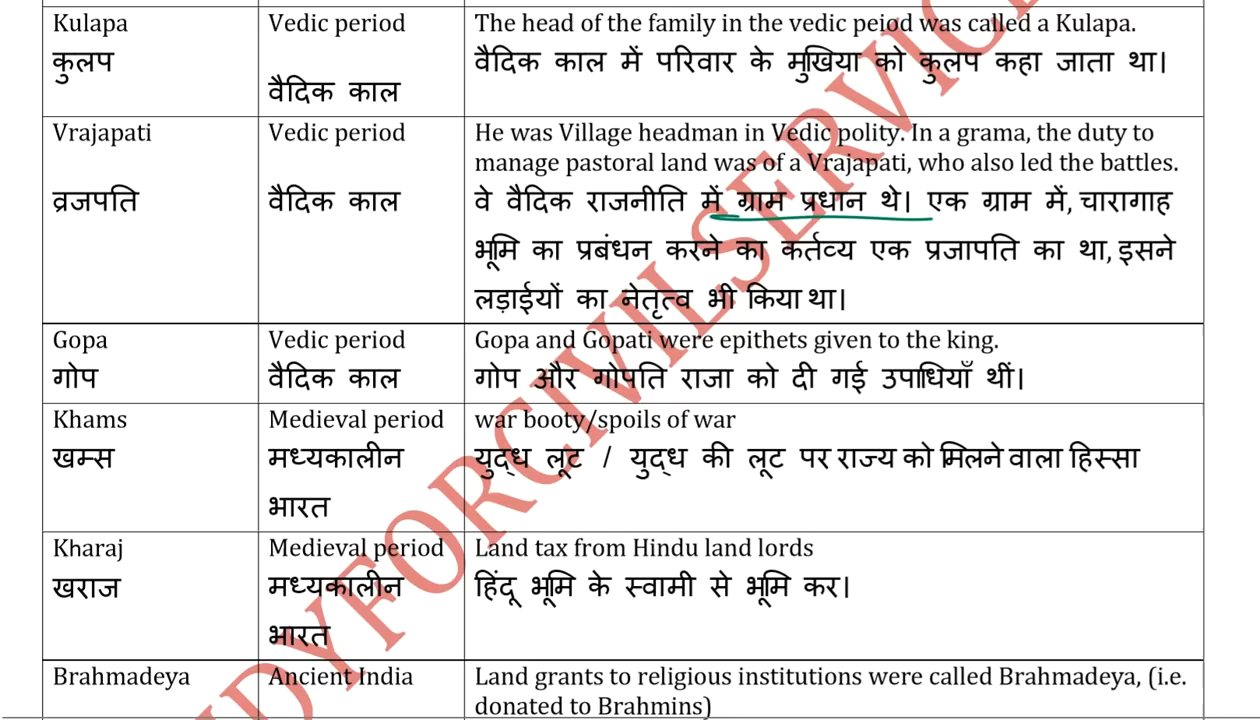 Kulapa
कुलप
Vedic period
वैदिक काल
The head of the family in the vedic peiod was called a Kulapa.
वैदिक काल में परिवार के मुखिया को कुलप कहा जाता था।
Vrajapati
व्रजपति
Vedic period
वैदिक काल
He was Village headman in Vedic polity. In a grama, the duty to
manage pastoral land was of a Vrajapati, who also led the battles.
वे वैदिक राजनीति में ग्राम प्रधान थे। एक ग्राम में, चारागाह
भूमि का प्रबंधन करने का कर्तव्य एक प्रजापति का था, इसने
लड़ाईयों का नेतृत्व भी किया था।
Gopa
गोप
Vedic period
वैदिक काल
Gopa and Gopati were epithets given to the king.
गोप और गोपति राजा को दी गई उपाधियाँ थीं।
Khams
खम्स
Medieval period
मध्यकालीन
भारत
war booty/spoils of war
युद्ध लूट / युद्ध की लूट पर राज्य को मिलने वाला हिस्सा
Kharaj
खराज
Medieval period
मध्यकालीन
भारत
Land tax from Hindu land lords
हिंदू भूमि के स्वामी से भूमि कर।
Brahmadeya
Ancient India
Land grants to religious institutions were called Brahmadeya, (i.e.
donated to Brahmins)
DYFORCIVILSERVIC